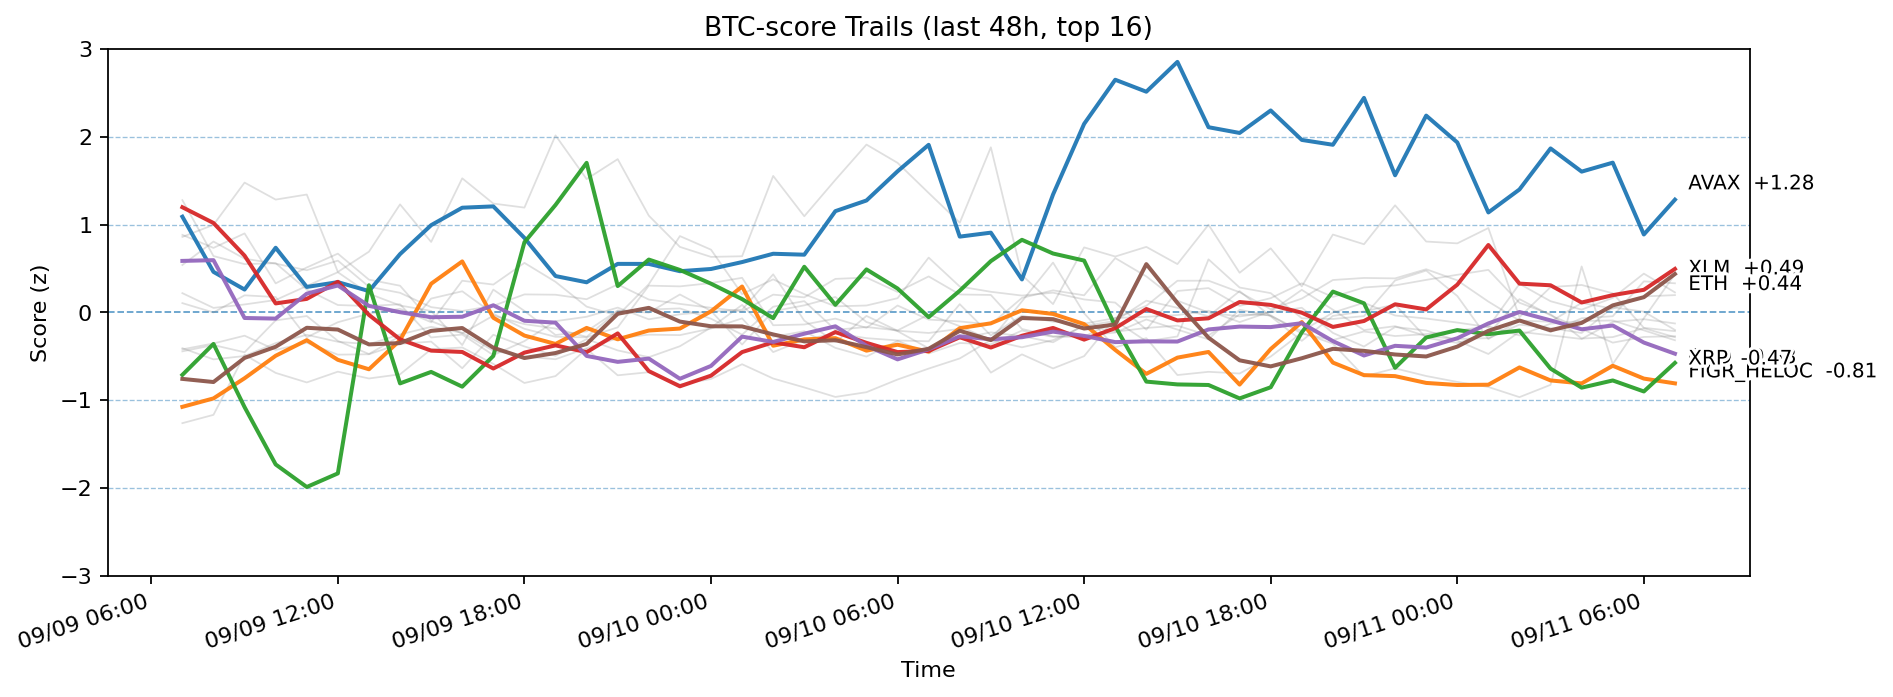 BTC-score Trails (last 48h, top 16)
Score (z)
3
2
1
0
−1
−2
−3
AVAX +1.28
XLM +0.49
ETH +0.44
XRP -0.47
FIGR_HELOC -0.81
09/09 06:00
09/09 12:00
09/09 18:00
09/10 00:00
09/10 06:00
09/10 12:00
09/10 18:00
09/11 00:00
09/11 06:00
Time